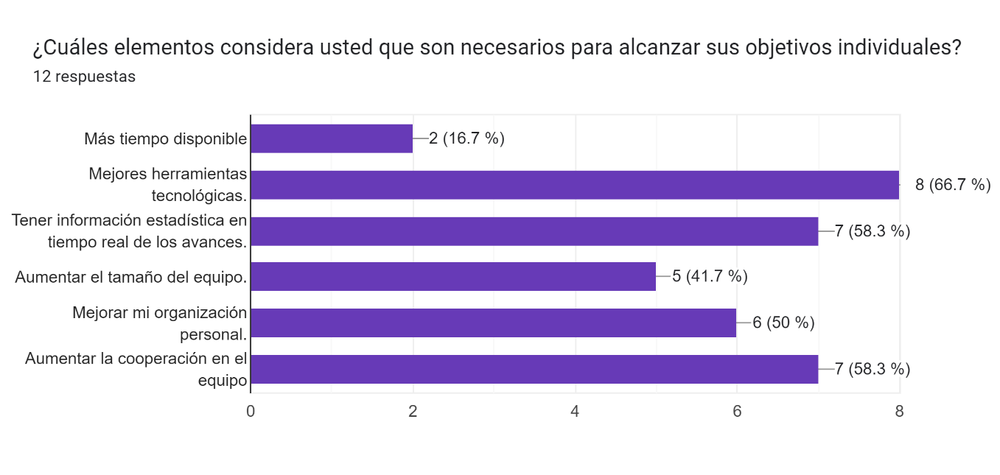 ¿Cuáles elementos considera usted que son necesarios para alcanzar sus objetivos individuales?
12 respuestas
Más tiempo disponible
2 (16.7 %)
Mejores herramientas
tecnológicas.
8 (66.7 %)
Tener información estadística en
tiempo real de los avances.
7 (58.3 %)
Aumentar el tamaño del equipo.
5 (41.7 %)
Mejorar mi organización
personal.
6 (50 %)
Aumentar la cooperación en el
equipo
7 (58.3 %)
0 2 4 6 8